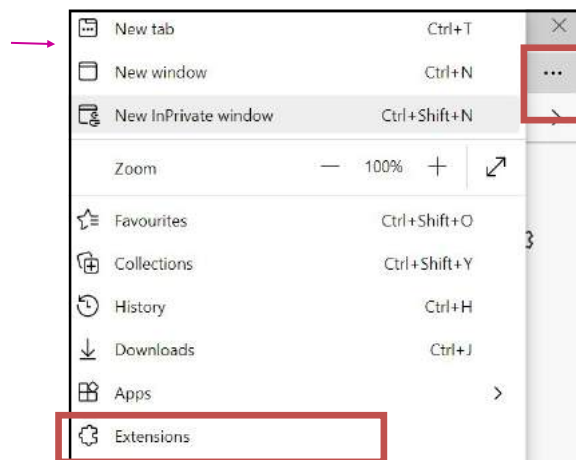 New tab Ctrl+T
New window Ctrl+N
New InPrivate window Ctrl+Shift+N
Zoom — 100% +
Favourites Ctrl+Shift+O
Collections Ctrl+Shift+Y
History Ctrl+H
Downloads Ctrl+J
Apps
Extensions